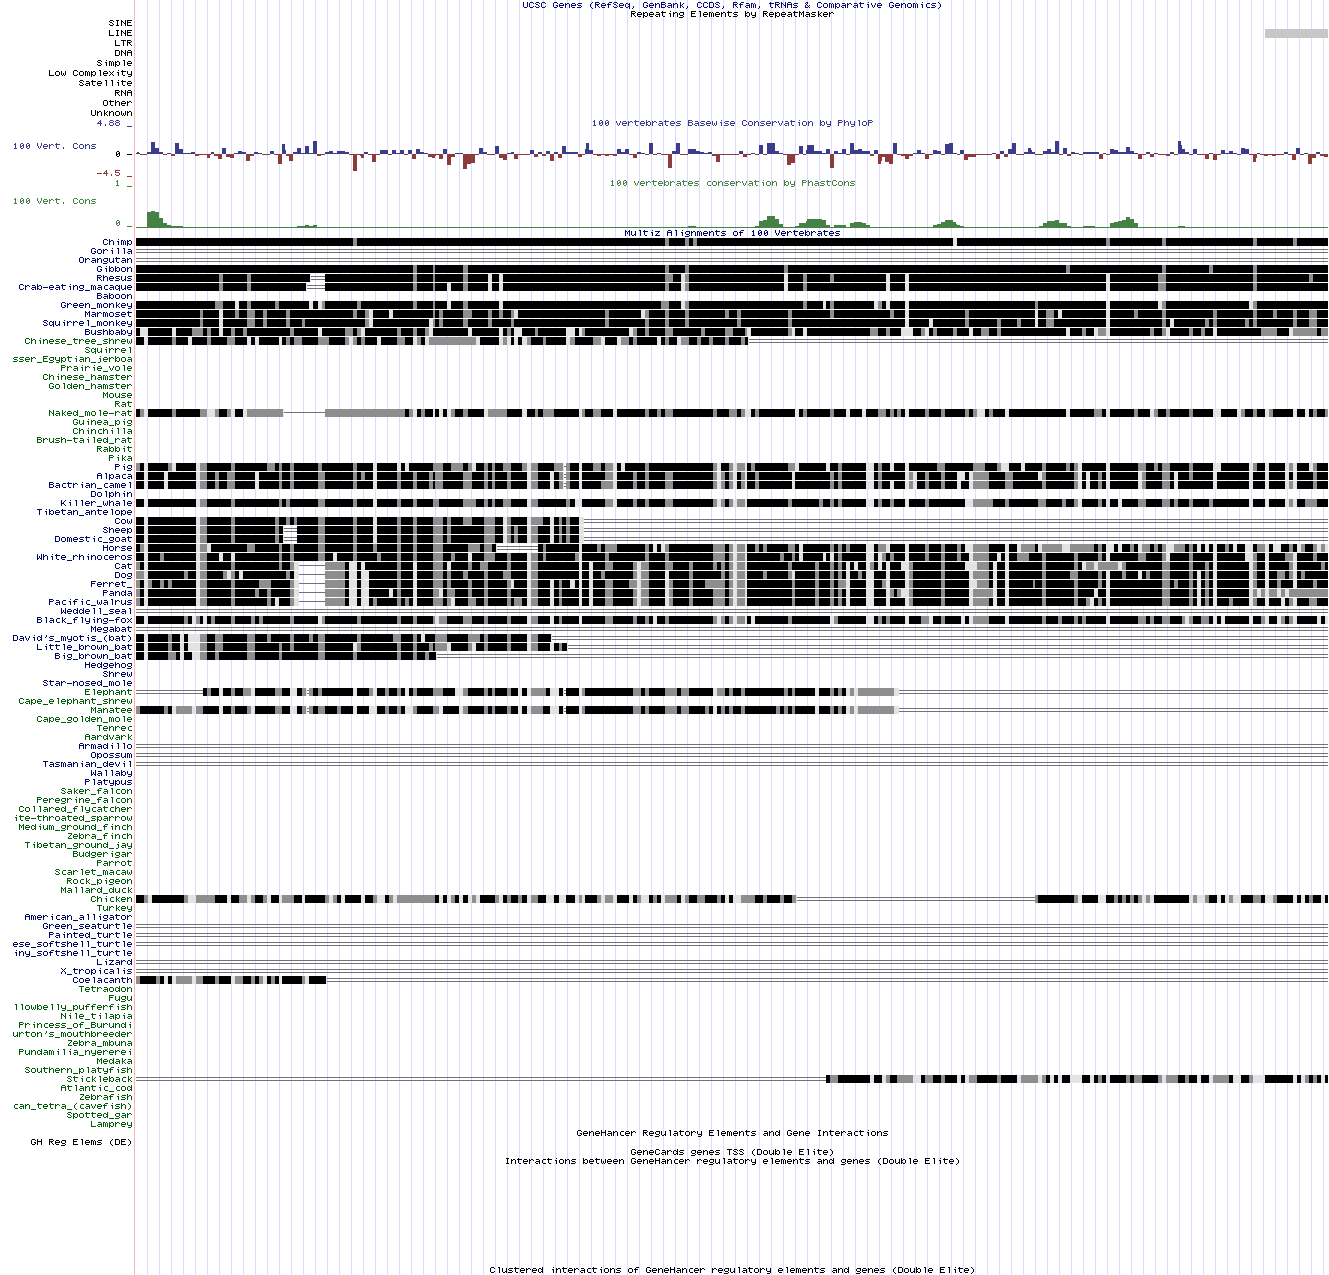 UCSC Genes (RefSeq, GenBank, CCDS, Rfam, tRNAs & Comparative Genomics)
Repeating Elements by RepeatMasker
SINE
LINE
LTR
DNA
Simple
Low Complexity
Satellite
RNA
Other
Unknown
4.88 _
100 vertebrates Basewise Conservation by PhyloP
100 Vert. Cons
0 -
-4.5 _
1 _
100 vertebrates conservation by PhastCons
100 Vert. Cons
0 _
Multiz Alignments of 100 Vertebrates
Chimp
Gorilla
Orangutan
Gibbon
Rhesus
Crab-eating_macaque
Baboon
Green_monkey
Marmoset
Squirrel_monkey
Bushbaby
Chinese_tree_shrew
Squirrel
sser_Egyptian_jerboa
Prairie_vole
Chinese_hamster
Golden_hamster
Mouse
Rat
Naked_mole-rat
Guinea_pig
Chinchilla
Brush-tailed_rat
Rabbit
Pika
Pig
Alpaca
Bactrian_camel
Dolphin
Killer_whale
Tibetan_antelope
Cow
Sheep
Domestic_goat
Horse
White_rhinoceros
Cat
Dog
Ferret_
Panda
Pacific_walrus
Weddell_seal
Black_flying-fox
Megabat
David's_myotis_(bat)
Little_brown_bat
Big_brown_bat
Hedgehog
Shrew
Star-nosed_mole
Elephant
Cape_elephant_shrew
Manatee
Cape_golden_mole
Tenrec
Aardvark
Armadillo
Opossum
Tasmanian_devil
Wallaby
Platypus
Saker_falcon
Peregrine_falcon
Collared_flycatcher
ite-throated_sparrow
Medium_ground_finch
Zebra_finch
Tibetan_ground_jay
Budgerigar
Parrot
Scarlet_macaw
Rock_pigeon
Mallard_duck
Chicken
Turkey
American_alligator
Green_seaturtle
Painted_turtle
ese_softshell_turtle
iny_softshell_turtle
Lizard
X_tropicalis
Coelacanth
Tetraodon
Fugu
llowbelly_pufferfish
Nile_tilapia
Princess_of_Burundi
urton's_mouthbreeder
Zebra_mbuna
Pundamilia_nyererei
Medaka
Southern_platyfish
Stickleback
Atlantic_cod
Zebrafish
can_tetra_(cavefish)
Spotted_gar
Lamprey
GeneHancer Regulatory Elements and Gene Interactions
GH Reg Elems (DE)
GeneCards genes TSS (Double Elite)
Interactions between GeneHancer regulatory elements and genes (Double Elite)
Clustered interactions of GeneHancer regulatory elements and genes (Double Elite)